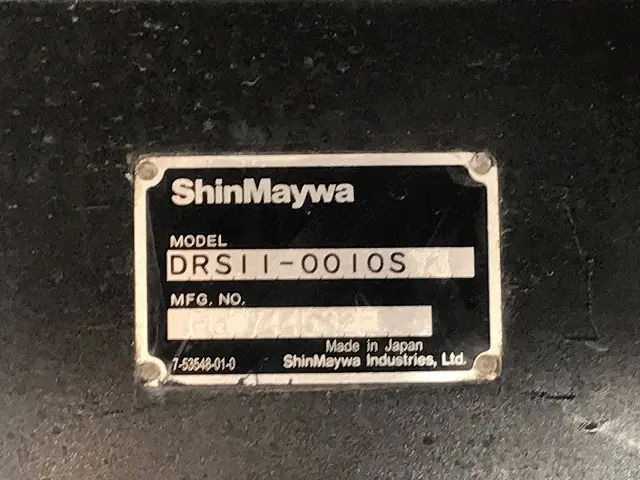 ShinMaywa
MODEL
DRS11-0010S
MFG. NO.
Made in Japan
7-53548-01-0
ShinMaywa Industries, Ltd.